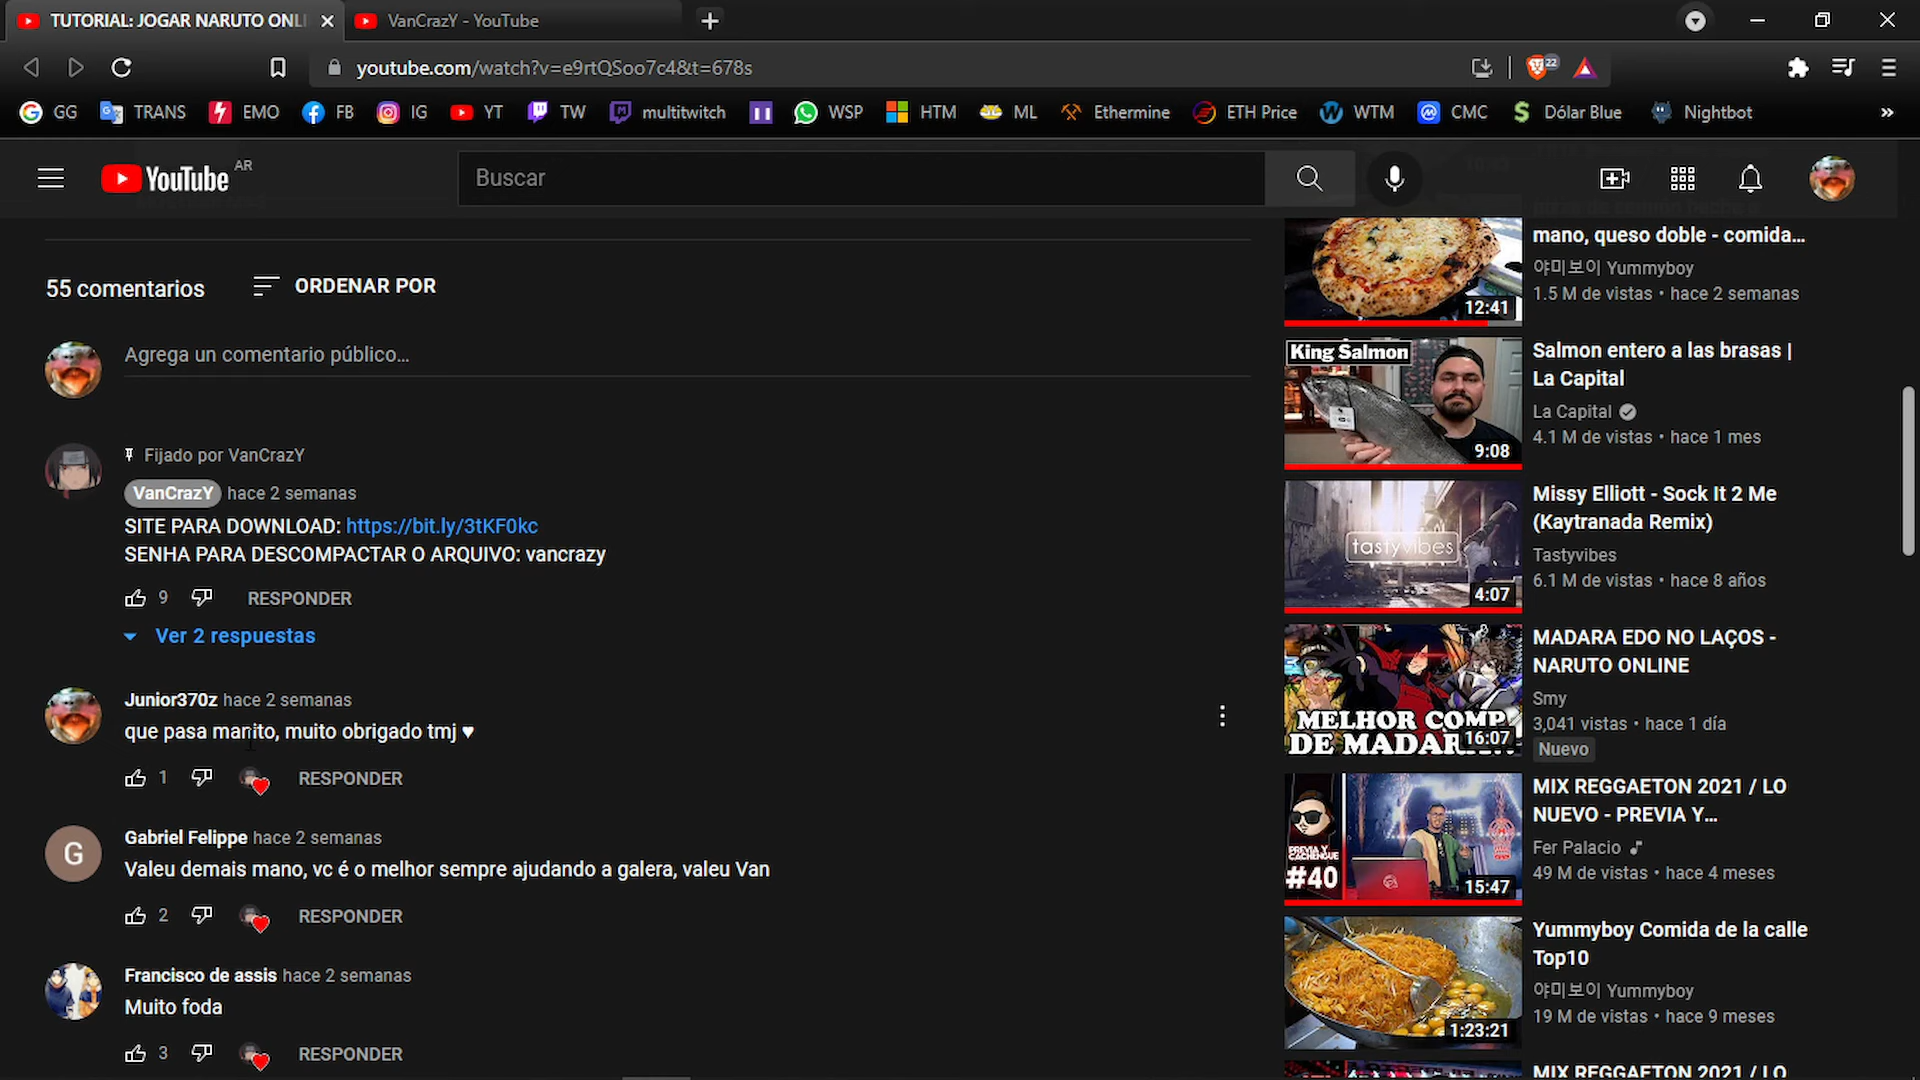 TUTORIAL: JOGAR NARUTO ONLI
VanCrazY - YouTube
youtube.com/watch?v=e9rtQSoo7c4&t=678s
22
GG
TRANS
EMO
FB
IG
YT
TW
multitwitch
WSP
HTM
ML
Ethermine
ETH Price
WTM
CMC
Dólar Blue
Nightbot
»
YouTube AR
Buscar
55 comentarios
ORDENAR POR
Agrega un comentario público...
Fijado por VanCrazY
VanCrazY hace 2 semanas
SITE PARA DOWNLOAD: https://bit.ly/3tKF0kc
SENHA PARA DESCOMPACTAR O ARQUIVO: vancrazy
9 RESPONDER
Ver 2 respuestas
Junior370z hace 2 semanas
que pasa manito, muito obrigado tmj ♥
1 RESPONDER
G
Gabriel Felippe hace 2 semanas
Valeu demais mano, vc é o melhor sempre ajudando a galera, valeu Van
2 RESPONDER
Francisco de assis hace 2 semanas
Muito foda
3 RESPONDER
mano, queso doble - comida...
야미보이 Yummyboy
1.5 M de vistas • hace 2 semanas
12:41
King Salmon
9:08
Salmon entero a las brasas |
La Capital
La Capital
4.1 M de vistas • hace 1 mes
tastyvibes
4:07
Missy Elliott - Sock It 2 Me
(Kaytranada Remix)
Tastyvibes
6.1 M de vistas • hace 8 años
MELHOR COMP
DE MADAR
16:07
MADARA EDO NO LAÇOS -
NARUTO ONLINE
Smy
3,041 vistas • hace 1 día
Nuevo
PREVIA Y
CACHENGUE
#40
15:47
MIX REGGAETON 2021 / LO
NUEVO - PREVIA Y...
Fer Palacio
49 M de vistas • hace 4 meses
1:23:21
Yummyboy Comida de la calle
Top10
야미보이 Yummyboy
19 M de vistas • hace 9 meses
MIX REGGAETON 2021 / LO